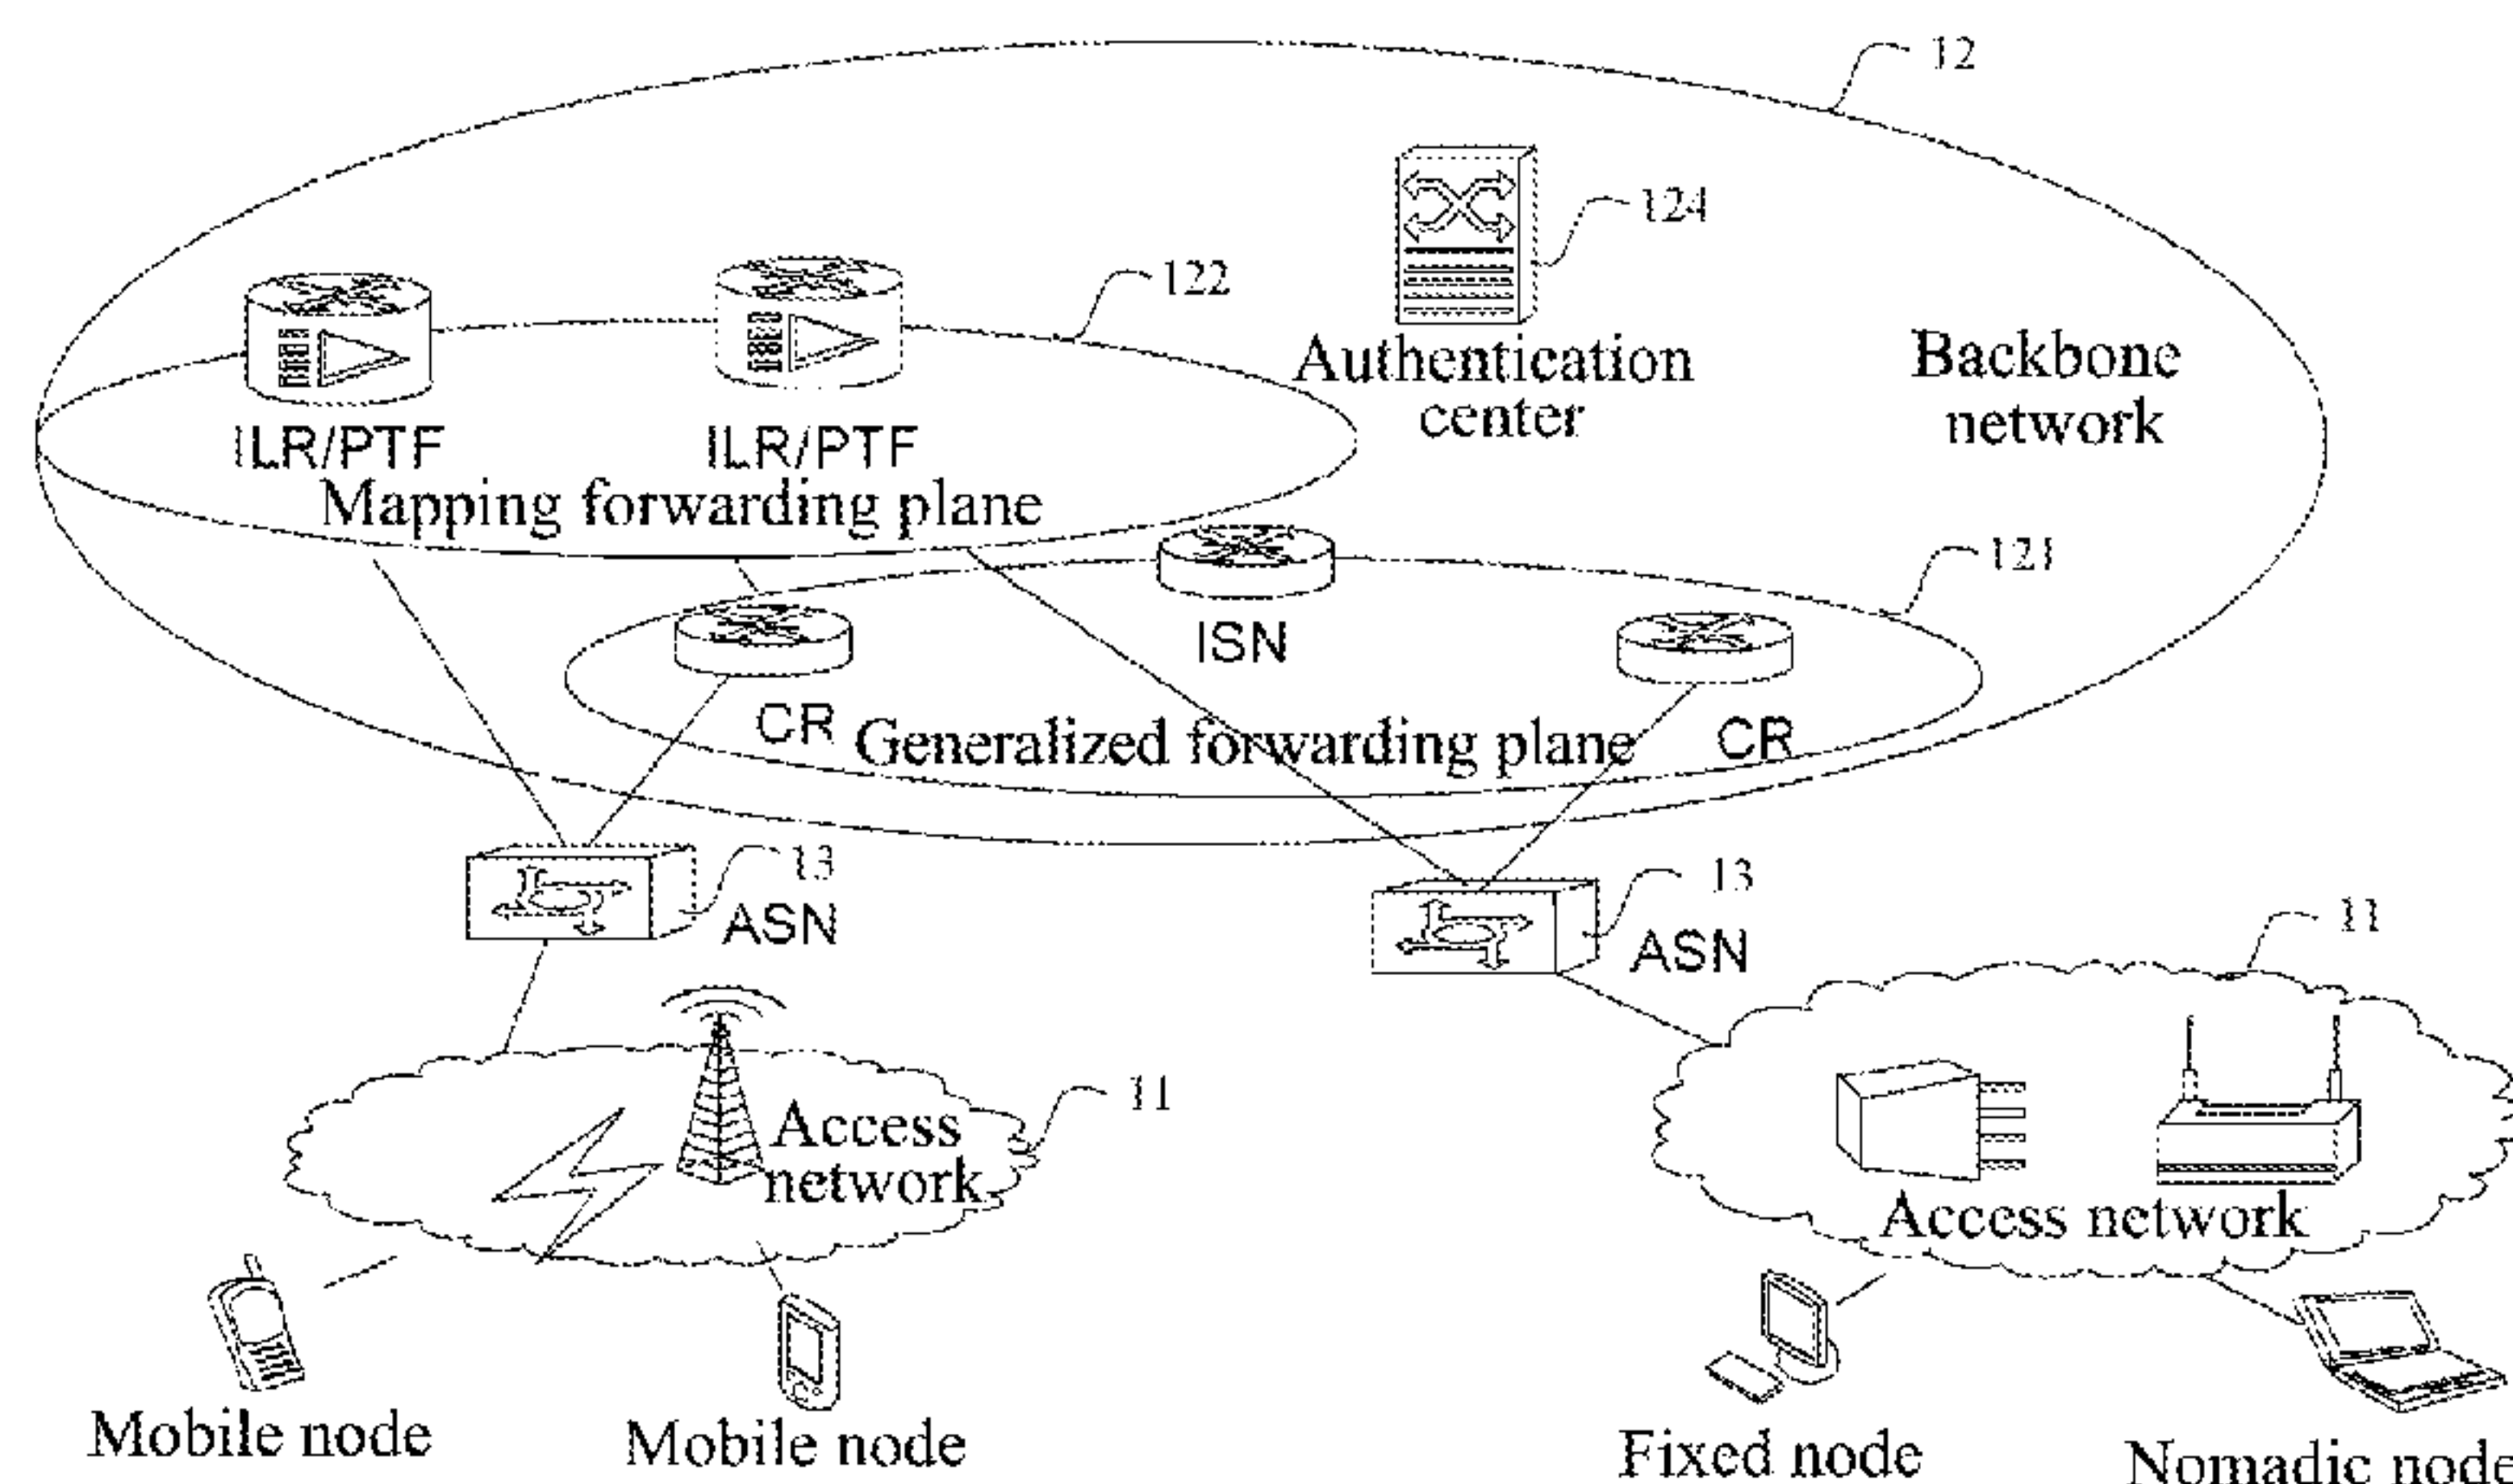 12
124
122
Authentication
center
Backbone
network
ILR/PTF
ILR/PTF
Mapping forwarding plane
121
ISN
CR
Generalized forwarding plane
CR
13
ASN
13
ASN
11
11
Access
network
Access network
Mobile node
Mobile node
Fixed node
Nomadic node